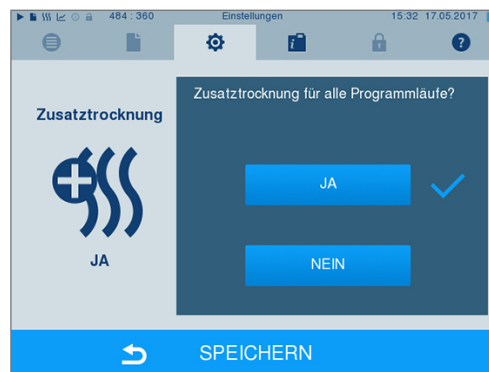 484 : 360 Einstellungen 15:32 17.05.2017
Zusatztrocknung für alle Programmläufe?
Zusatztrocknung
JA
JA
NEIN
SPEICHERN